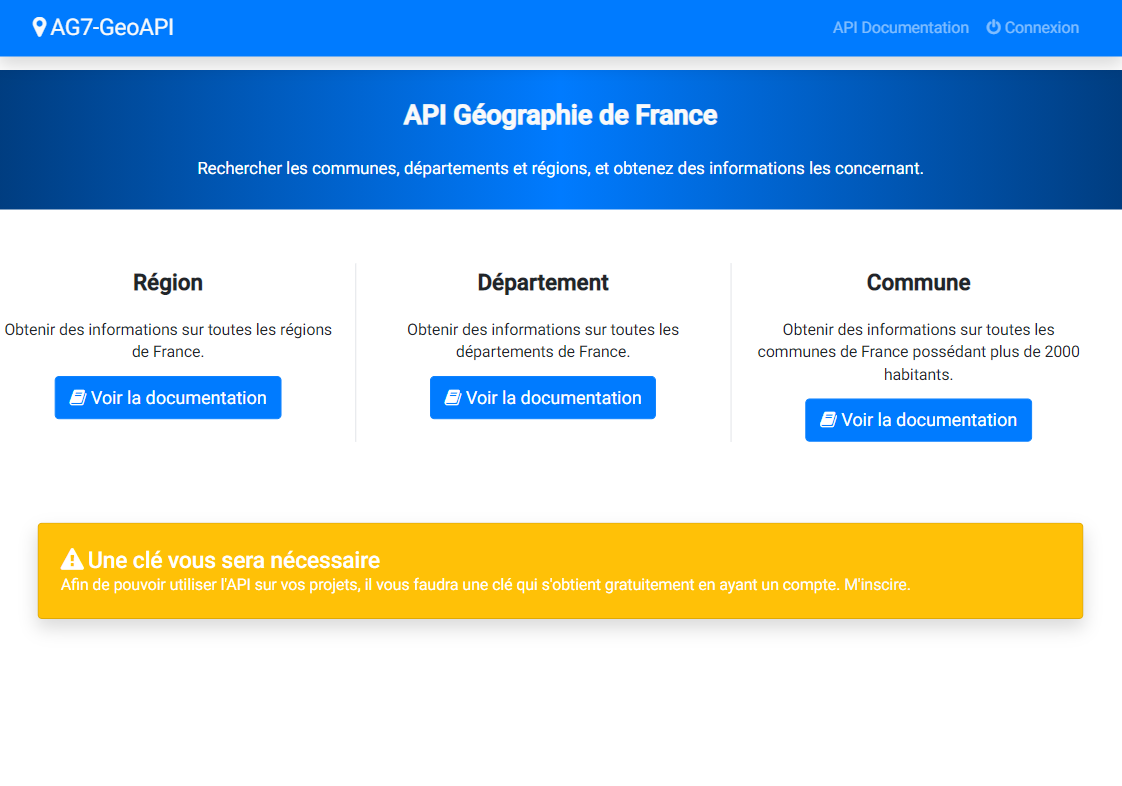 AG7-GeoAPI
API Documentation Connexion
API Géographie de France
Rechercher les communes, départements et régions, et obtenez des informations les concernant.
Région
Obtenir des informations sur toutes les régions
de France.
Voir la documentation
Département
Obtenir des informations sur toutes les
départements de France.
Voir la documentation
Commune
Obtenir des informations sur toutes les
communes de France possédant plus de 2000
habitants.
Voir la documentation
Une clé vous sera nécessaire
Afin de pouvoir utiliser l'API sur vos projets, il vous faudra une clé qui s'obtient gratuitement en ayant un compte. M'inscire.